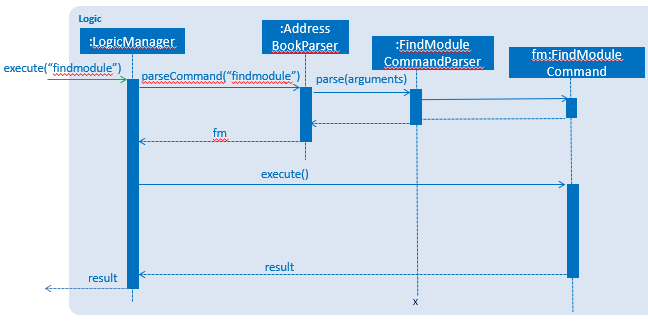 Logic
:LogicManager
:Address
BookParser
:FindModule
CommandParser
fm:FindModule
Command
execute(“findmodule”)
parseCommand(“findmodule”)
parse(arguments)
fm
execute()
result
result
x